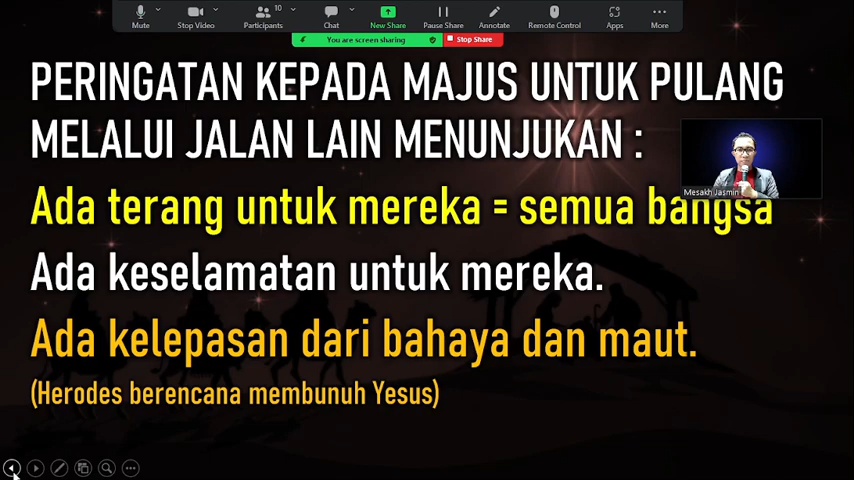 Mute
Stop Video
Participants
10
Chat
New Share
Pause Share
Annotate
Remote Control
Apps
More
You are screen sharing
Stop Share
PERINGATAN KEPADA MAJUS UNTUK PULANG
MELALUI JALAN LAIN MENUNJUKAN :
Mesakh Jasmin
Ada terang untuk mereka = semua bangsa
Ada keselamatan untuk mereka.
Ada kelepasan dari bahaya dan maut.
(Herodes berencana membunuh Yesus)